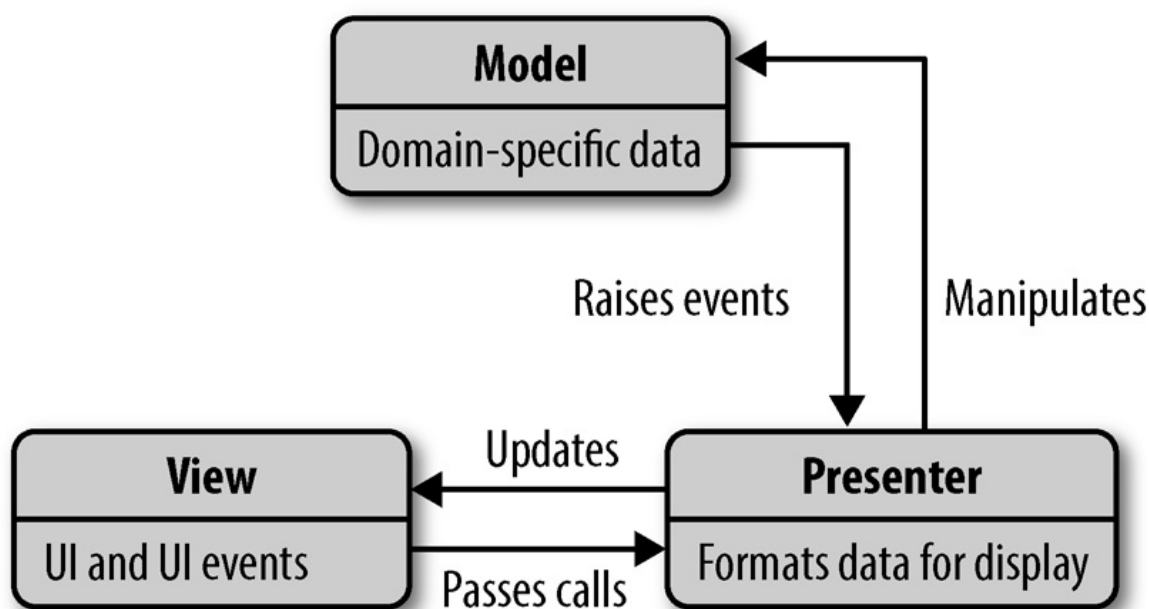 Model
Domain-specific data
Raises events
Manipulates
Updates
View
Presenter
UI and UI events
Formats data for display
Passes calls